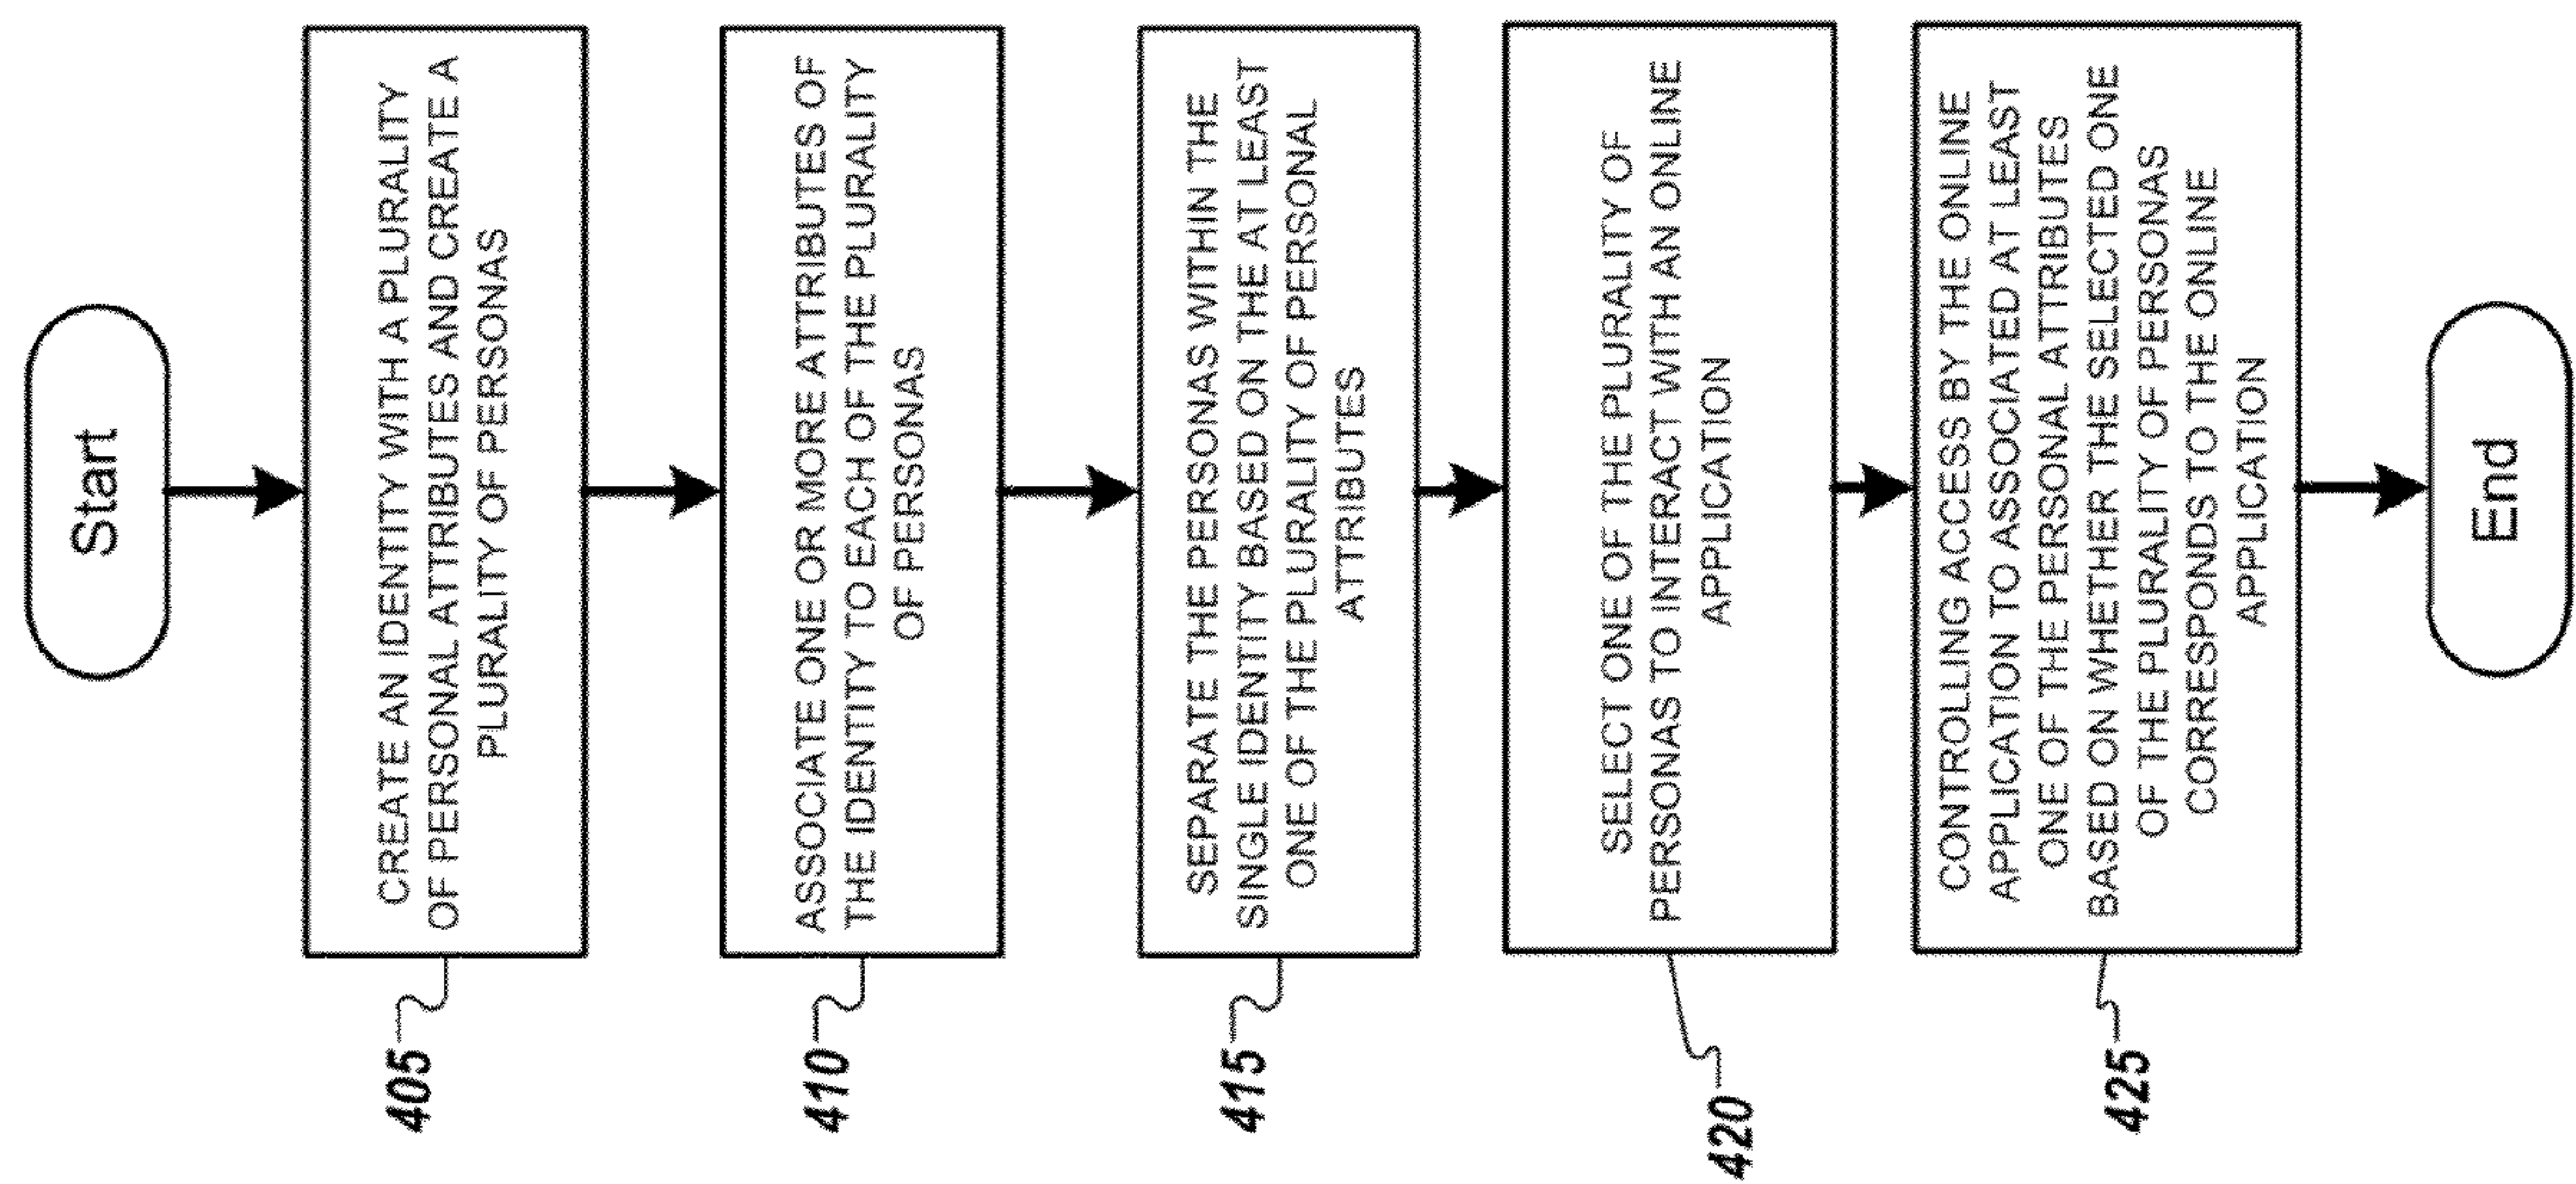 Start
CREATE AN IDENTITY WITH A PLURALITY
OF PERSONAL ATTRIBUTES AND CREATE A
PLURALITY OF PERSONAS
405
ASSOCIATE ONE OR MORE ATTRIBUTES OF
THE IDENTITY TO EACH OF THE PLURALITY
OF PERSONAS
410
SEPARATE THE PERSONAS WITHIN THE
SINGLE IDENTITY BASED ON THE AT LEAST
ONE OF THE PLURALITY OF PERSONAL
ATTRIBUTES
415
SELECT ONE OF THE PLURALITY OF
PERSONAS TO INTERACT WITH AN ONLINE
APPLICATION
420
CONTROLLING ACCESS BY THE ONLINE
APPLICATION TO ASSOCIATED AT LEAST
ONE OF THE PERSONAL ATTRIBUTES
BASED ON WHETHER THE SELECTED ONE
OF THE PLURALITY OF PERSONAS
CORRESPONDS TO THE ONLINE
APPLICATION
425
End